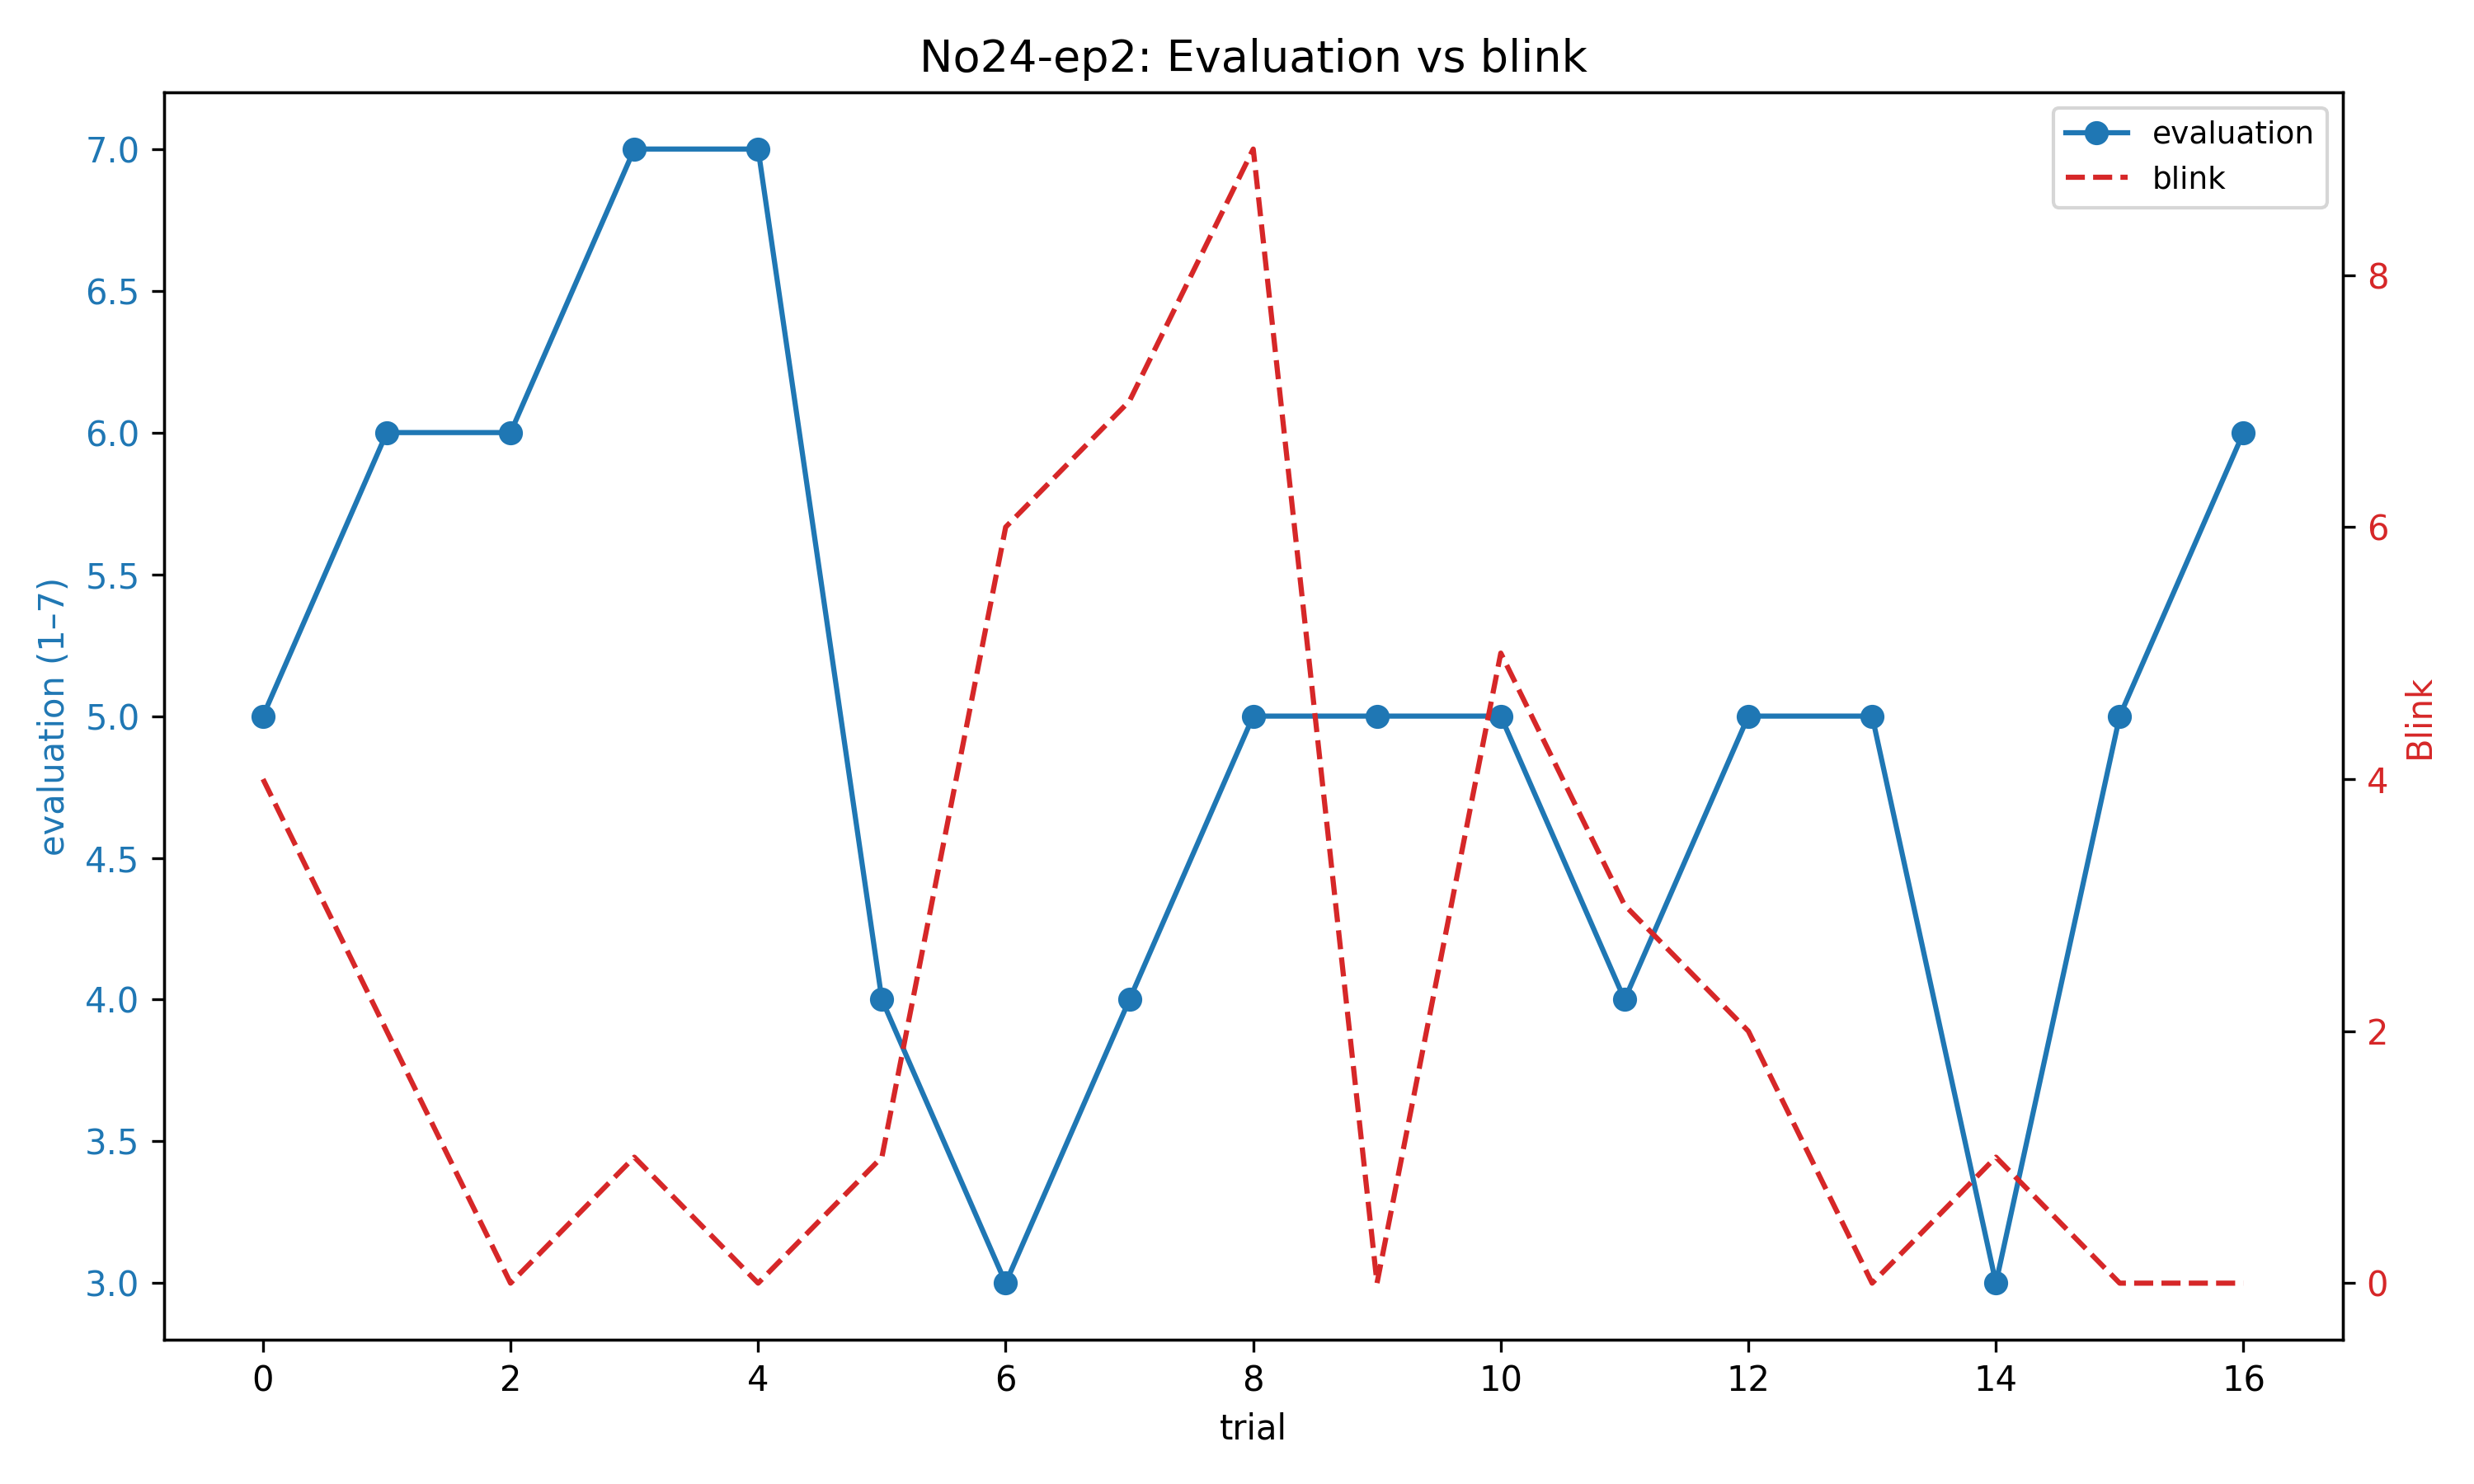 No24-ep2: Evaluation vs blink
evaluation
blink
7.0
6.5
6.0
5.5
5.0
4.5
4.0
3.5
3.0
evaluation (1–7)
8
6
4
2
0
Blink
0 2 4 6 8 10 12 14 16
trial